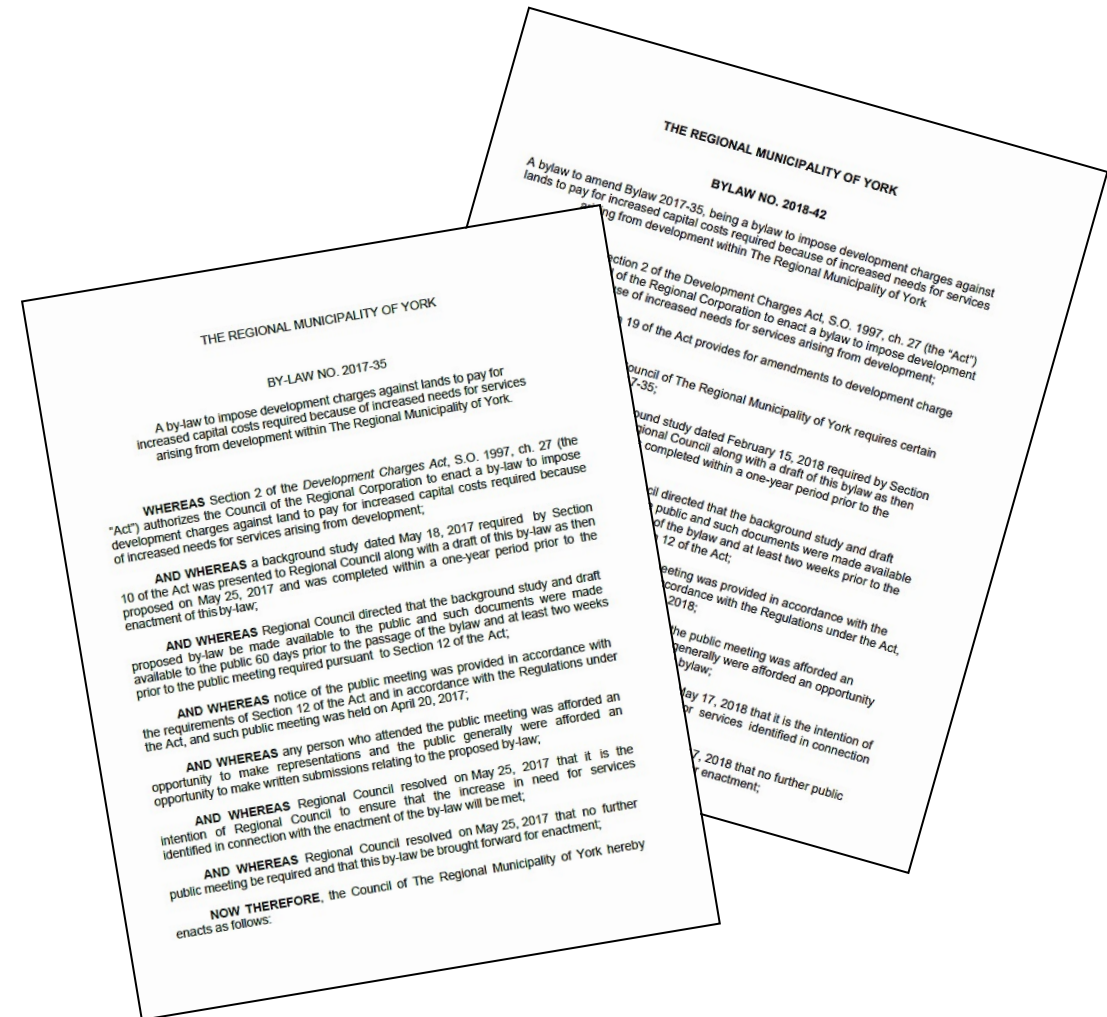 THE REGIONAL MUNICIPALITY OF YORK
BY-LAW NO. 2017-35
A by-law to impose development charges against lands to pay for
increased capital costs required because of increased needs for services
arising from development within The Regional Municipality of York.
WHEREAS Section 2 of the Development Charges Act, S.O. 1997, ch. 27 (the
"Act") authorizes the Council of the Regional Corporation to enact a by-law to impose
development charges against land to pay for increased capital costs required because
of increased needs for services arising from development;
AND WHEREAS a background study dated May 18, 2017 required by Section
10 of the Act was presented to Regional Council along with a draft of this by-law as then
proposed on May 25, 2017 and was completed within a one-year period prior to the
enactment of this by-law;
AND WHEREAS Regional Council directed that the background study and draft
proposed by-law be made available to the public and such documents were made
available to the public 60 days prior to the passage of the bylaw and at least two weeks
prior to the public meeting required pursuant to Section 12 of the Act;
AND WHEREAS notice of the public meeting was provided in accordance with
the requirements of Section 12 of the Act and in accordance with the Regulations under
the Act, and such public meeting was held on April 20, 2017;
AND WHEREAS any person who attended the public meeting was afforded an
opportunity to make representations and the public generally were afforded an
opportunity to make written submissions relating to the proposed by-law;
AND WHEREAS Regional Council resolved on May 25, 2017 that it is the
intention of Regional Council to ensure that the increase in need for services
identified in connection with the enactment of the by-law will be met;
AND WHEREAS Regional Council resolved on May 25, 2017 that no further
public meeting be required and that this by-law be brought forward for enactment;
NOW THEREFORE, the Council of The Regional Municipality of York hereby
enacts as follows:
THE REGIONAL MUNICIPALITY OF YORK
BYLAW NO. 2018-42
A bylaw to amend Bylaw 2017-35, being a bylaw to impose development charges against
lands to pay for increased capital costs required because of increased needs for services
from development within The Regional Municipality of York
2 of the Development Charges Act, S.O. 1997, ch. 27 (the "Act")
of the Regional Corporation to enact a bylaw to impose development
of increased needs for services arising from development;
19 of the Act provides for amendments to development charge
of The Regional Municipality of York requires certain
study dated February 15, 2018 required by Section
Council along with a draft of this bylaw as then
completed within a one-year period prior to the
directed that the background study and draft
public and such documents were made available
of the bylaw and at least two weeks prior to the
12 of the Act;
was provided in accordance with the
with the Regulations under the Act,
2018;
the public meeting was afforded an
generally were afforded an opportunity
bylaw;
May 17, 2018 that it is the intention of
services identified in connection
2018 that no further public
enactment;